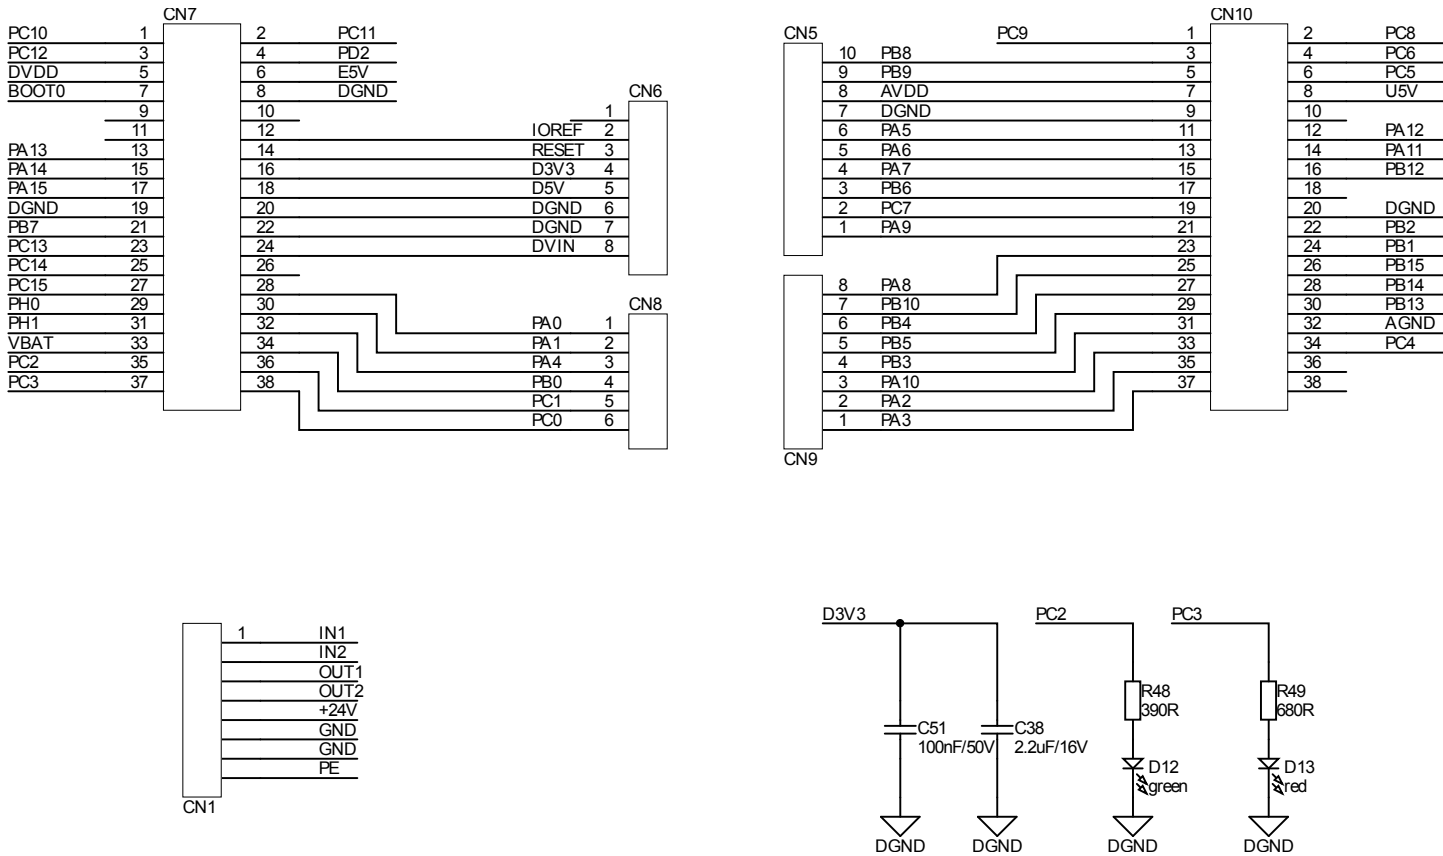 CN7
PC10 1 2 PC11
PC12 3 4 PD2
DVDD 5 6 E5V
BOOT0 7 8 DGND
9 10
11 12
PA13 13 14
PA14 15 16
PA15 17 18
DGND 19 20
PB7 21 22
PC13 23 24
PC14 25 26
PC15 27 28
PH0 29 30
PH1 31 32
VBAT 33 34
PC2 35 36
PC3 37 38
CN6
1
IOREF 2
RESET 3
D3V3 4
D5V 5
DGND 6
DGND 7
DVIN 8
CN8
PA0 1
PA1 2
PA4 3
PB0 4
PC1 5
PC0 6
CN5
10 PB8
9 PB9
8 AVDD
7 DGND
6 PA5
5 PA6
4 PA7
3 PB6
2 PC7
1 PA9
8 PA8
7 PB10
6 PB4
5 PB5
4 PB3
3 PA10
2 PA2
1 PA3
CN9
CN10
PC9 1 2 PC8
3 4 PC6
5 6 PC5
7 8 U5V
9 10
11 12 PA12
13 14 PA11
15 16 PB12
17 18
19 20 DGND
21 22 PB2
23 24 PB1
25 26 PB15
27 28 PB14
29 30 PB13
31 32 AGND
33 34 PC4
35 36
37 38
1 IN1
IN2
OUT1
OUT2
+24V
GND
GND
PE
CN1
D3V3
C51
100nF/50V
DGND
C38
2.2uF/16V
DGND
PC2
R48
390R
D12
green
DGND
PC3
R49
680R
D13
red
DGND